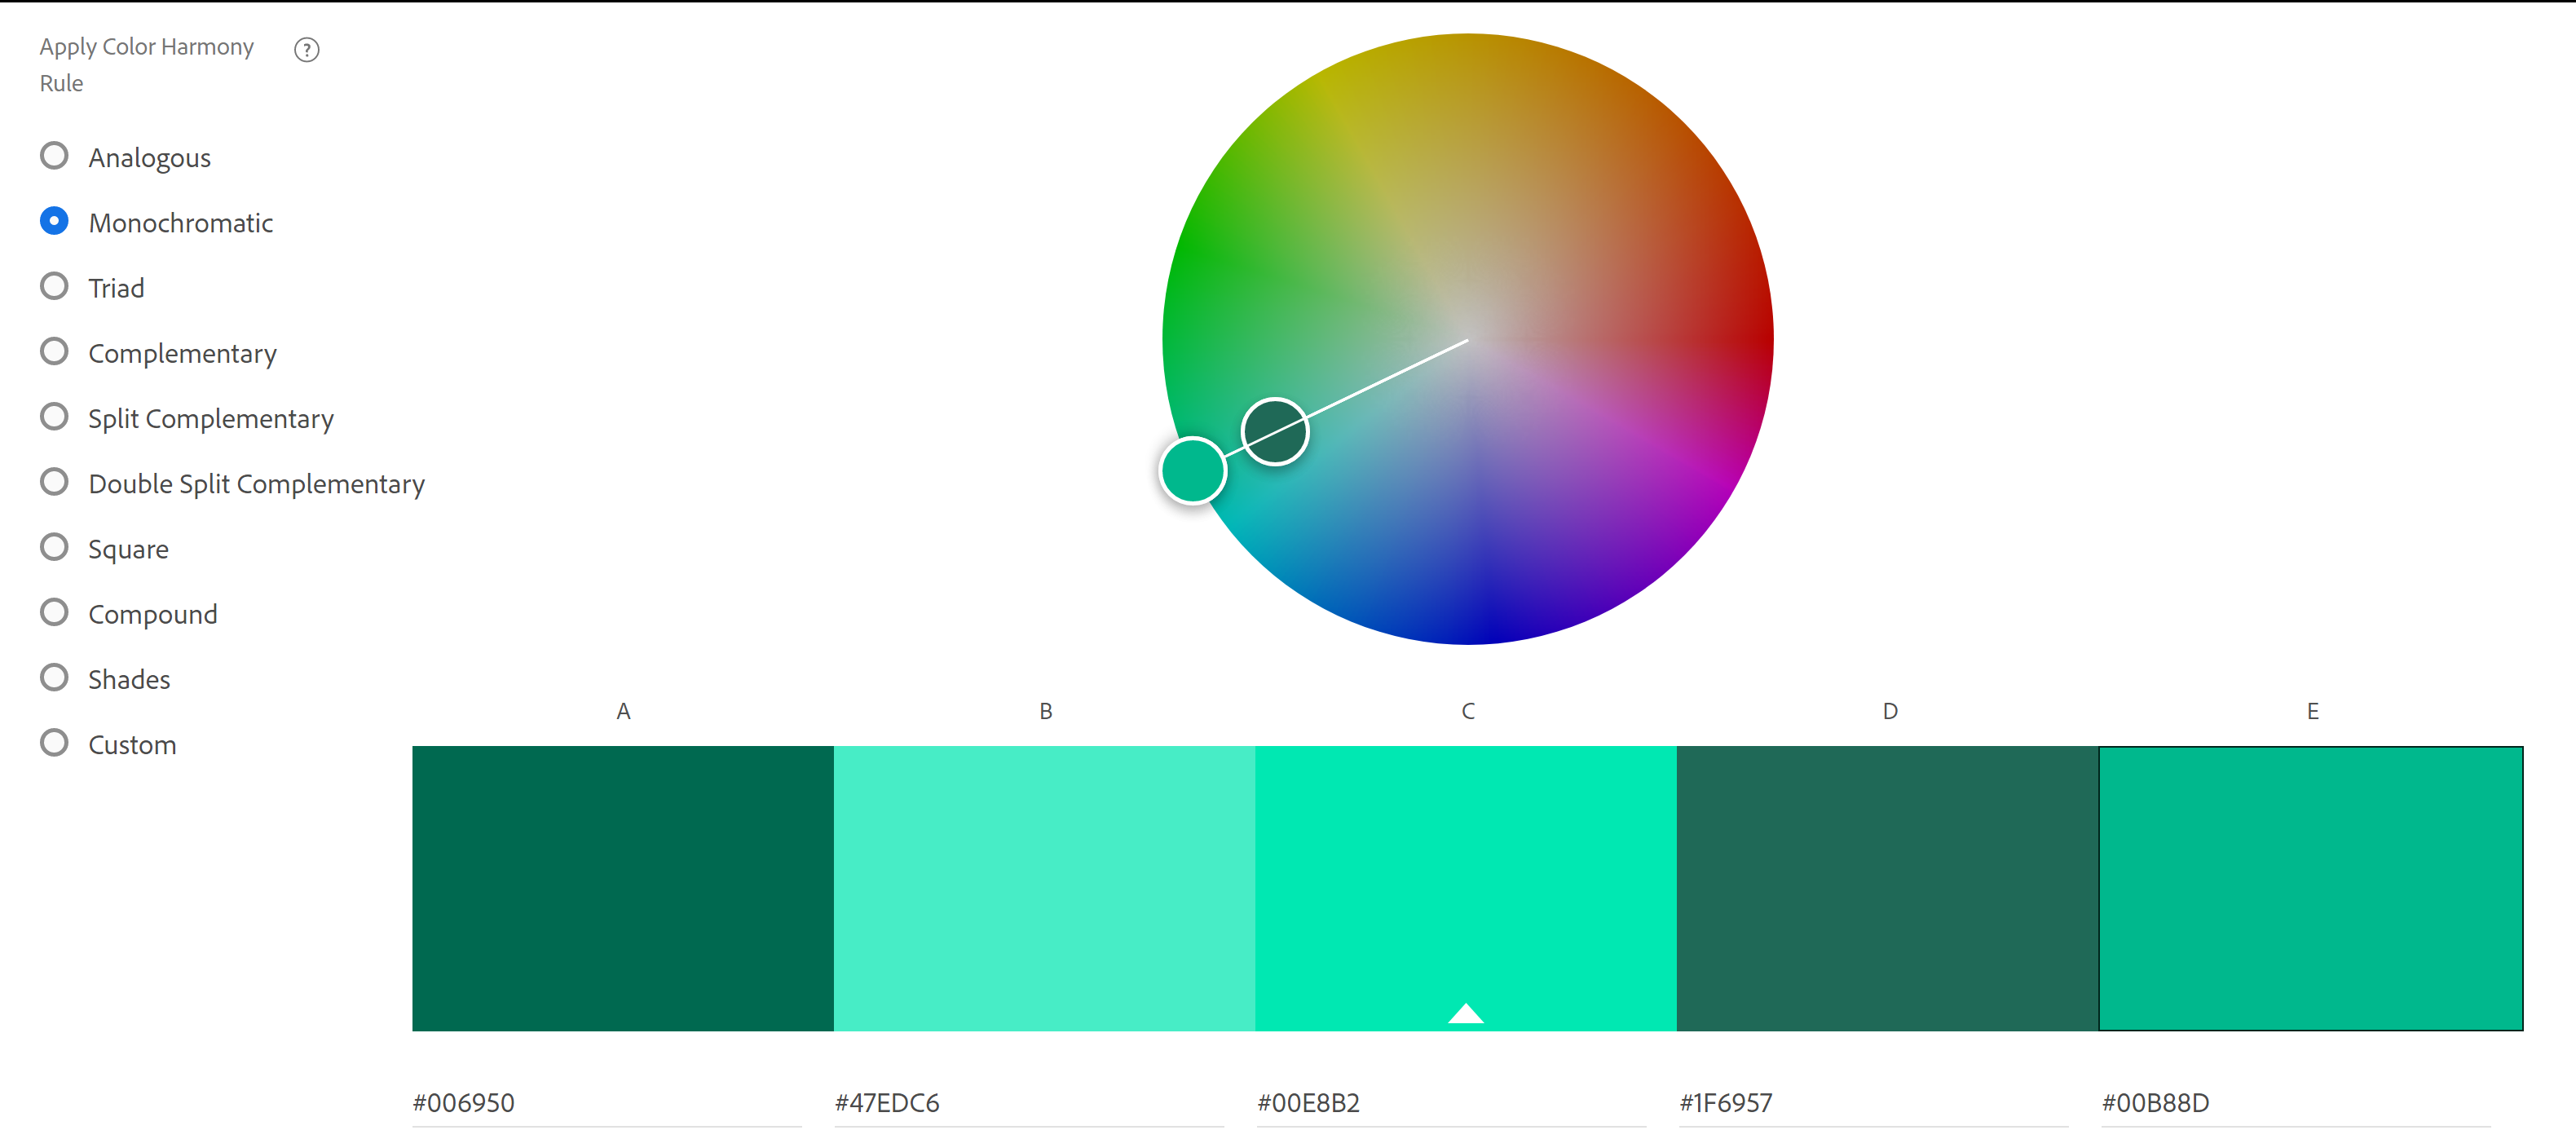 Apply Color Harmony
Rule
?
Analogous
Monochromatic
Triad
Complementary
Split Complementary
Double Split Complementary
Square
Compound
Shades
Custom
A B C D E
#006950 #47EDC6 #00E8B2 #1F6957 #00B88D